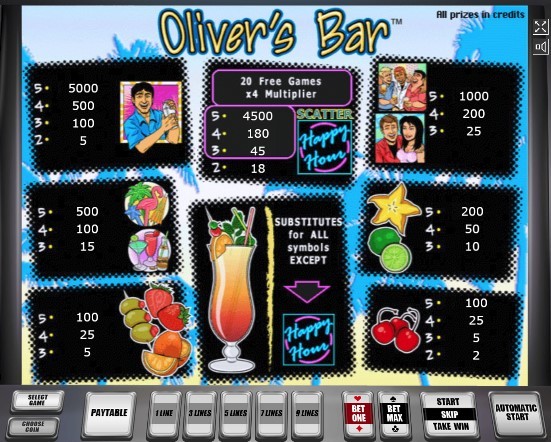 Oliver's Bar™
All prizes in credits
5• 5000
4• 500
3• 100
2• 5
20 Free Games
x4 Multiplier
5• 4500
4• 180
3• 45
2• 18
SCATTER
Happy
Hour
5• 1000
4• 200
3• 25
5• 500
4• 100
3• 15
SUBSTITUTES
for ALL
symbols
EXCEPT
Happy
Hour
5• 200
4• 50
3• 10
5• 100
4• 25
3• 5
5• 100
4• 25
3• 5
2• 2
SELECT
GAME
CHOOSE
COIN
PAYTABLE
1 LINE
3 LINES
5 LINES
7 LINES
9 LINES
BET
ONE
BET
MAX
START
SKIP
TAKE WIN
AUTOMATIC
START